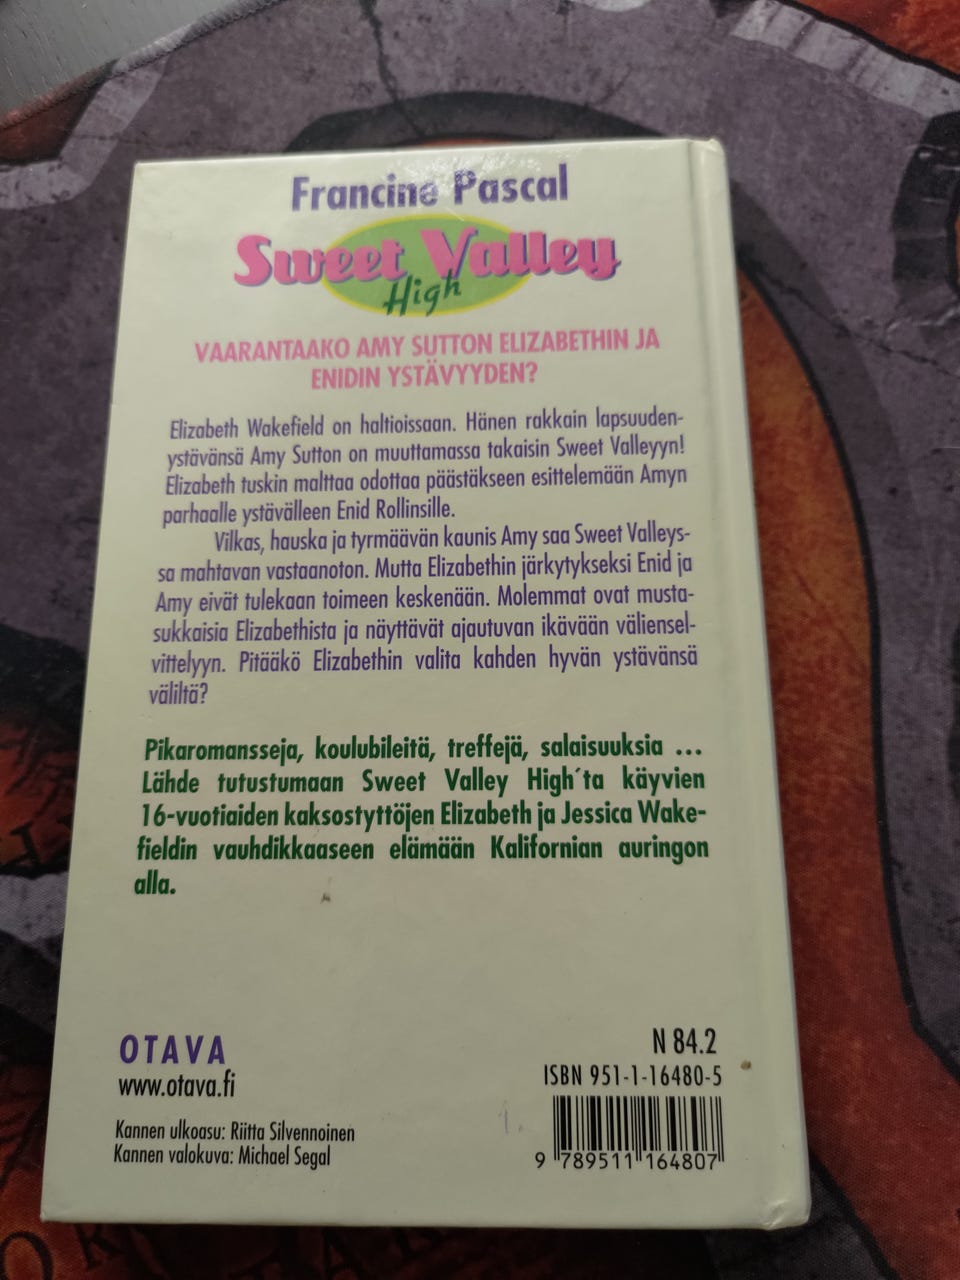 Francine Pascal
Sweet Valley
High
VAARANTAAKO AMY SUTTON ELIZABETHIN JA
ENIDIN YSTÄVYYDEN?
Elizabeth Wakefield on haltioissaan. Hänen rakkain lapsuuden-
ystävänsä Amy Sutton on muuttamassa takaisin Sweet Valleyyn!
Elizabeth tuskin malttaa odottaa päästäkseen esittelemään Amyn
parhaalle ystävälleen Enid Rollinsille.
Vilkas, hauska ja tyrmäävän kaunis Amy saa Sweet Valleys-
sa mahtavan vastaanoton. Mutta Elizabethin järkytykseksi Enid ja
Amy eivät tulekaan toimeen keskenään. Molemmat ovat musta-
sukkaisia Elizabethista ja näyttävät ajautuvan ikävään väliensel-
vittelyyn. Pitääkö Elizabethin valita kahden hyvän ystävänsä
väliltä?
Pikaromansseja, koulubileitä, treffejä, salaisuuksia ...
Lähde tutustumaan Sweet Valley High´ta käyvien
16-vuotiaiden kaksostyttöjen Elizabeth ja Jessica Wake-
fieldin vauhdikkaaseen elämään Kalifornian auringon
alla.
OTAVA
www.otava.fi
Kannen ulkoasu: Riitta Silvennoinen
Kannen valokuva: Michael Segal
N 84.2
ISBN 951-1-16480-5
9 789511 164807